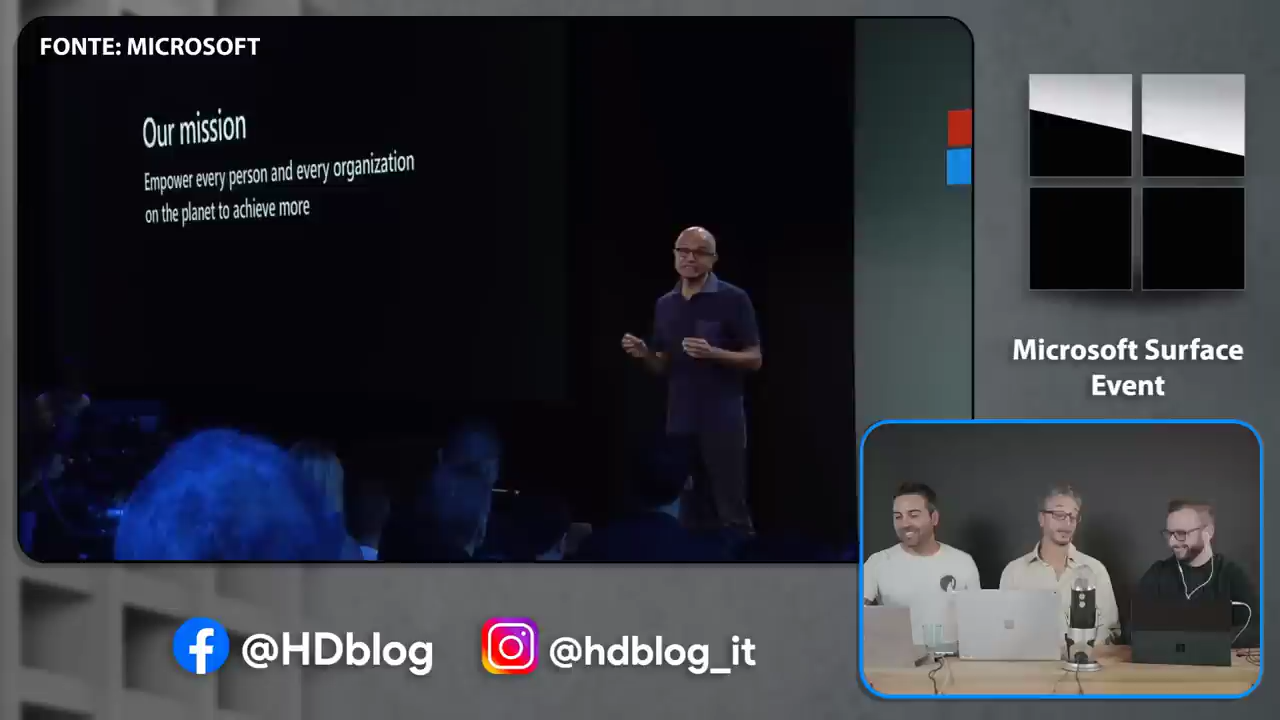 FONTE: MICROSOFT
Our mission
Empower every person and every organization
on the planet to achieve more
Microsoft Surface
Event
@HDblog
@hdblog_it